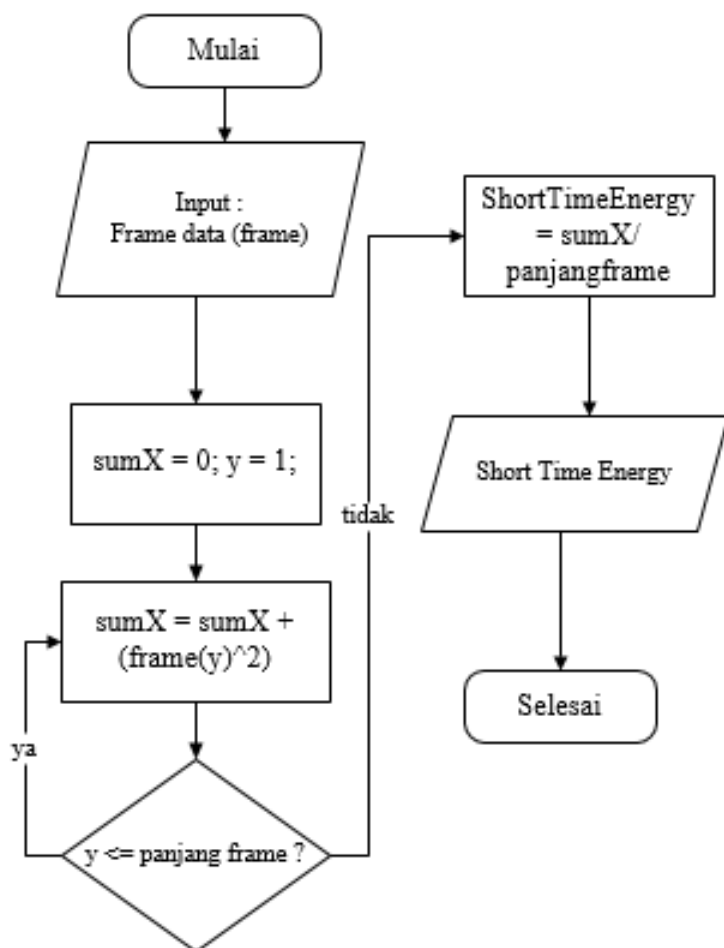 Mulai
Input :
Frame data (frame)
sumX = 0; y = 1;
sumX = sumX +
(frame(y)^2)
ya
y <= panjang frame ?
tidak
ShortTimeEnergy
= sumX/
panjangframe
Short Time Energy
Selesai